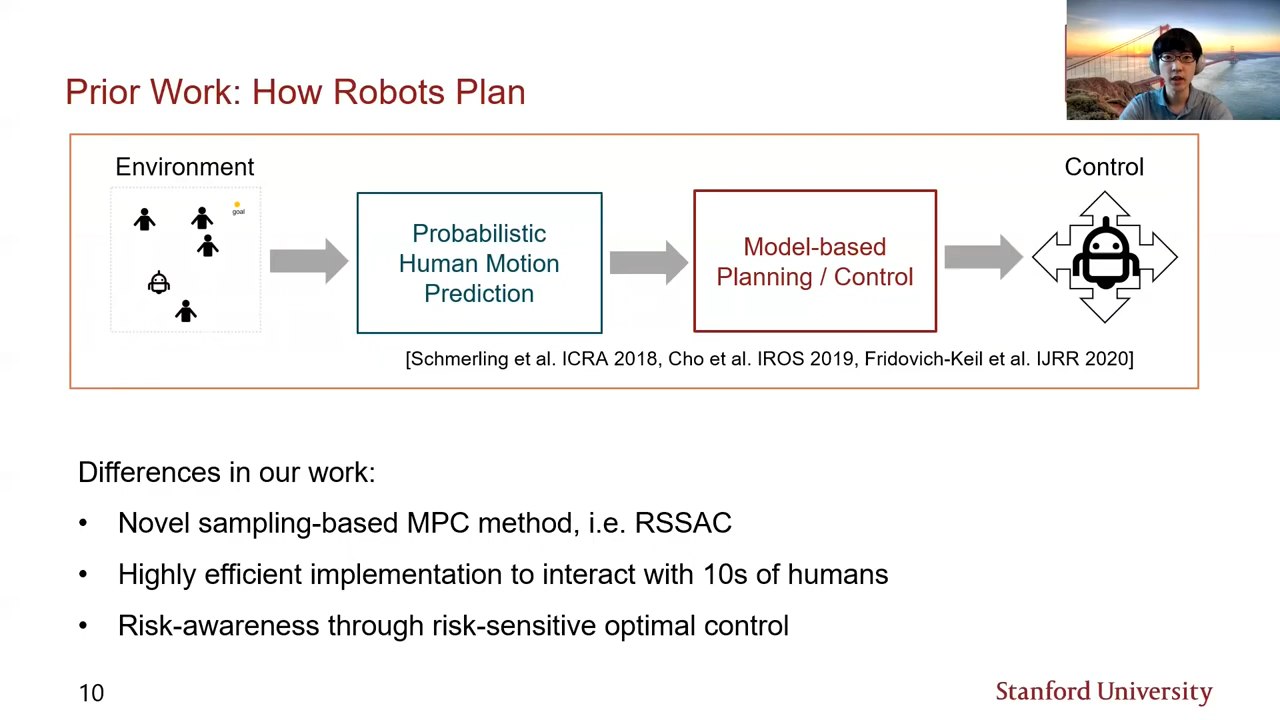 Prior Work: How Robots Plan
Environment
goal
Probabilistic
Human Motion
Prediction
Model-based
Planning / Control
Control
[Schmerling et al. ICRA 2018, Cho et al. IROS 2019, Fridovich-Keil et al. IJRR 2020]
Differences in our work:
• Novel sampling-based MPC method, i.e. RSSAC
• Highly efficient implementation to interact with 10s of humans
• Risk-awareness through risk-sensitive optimal control
10
Stanford University